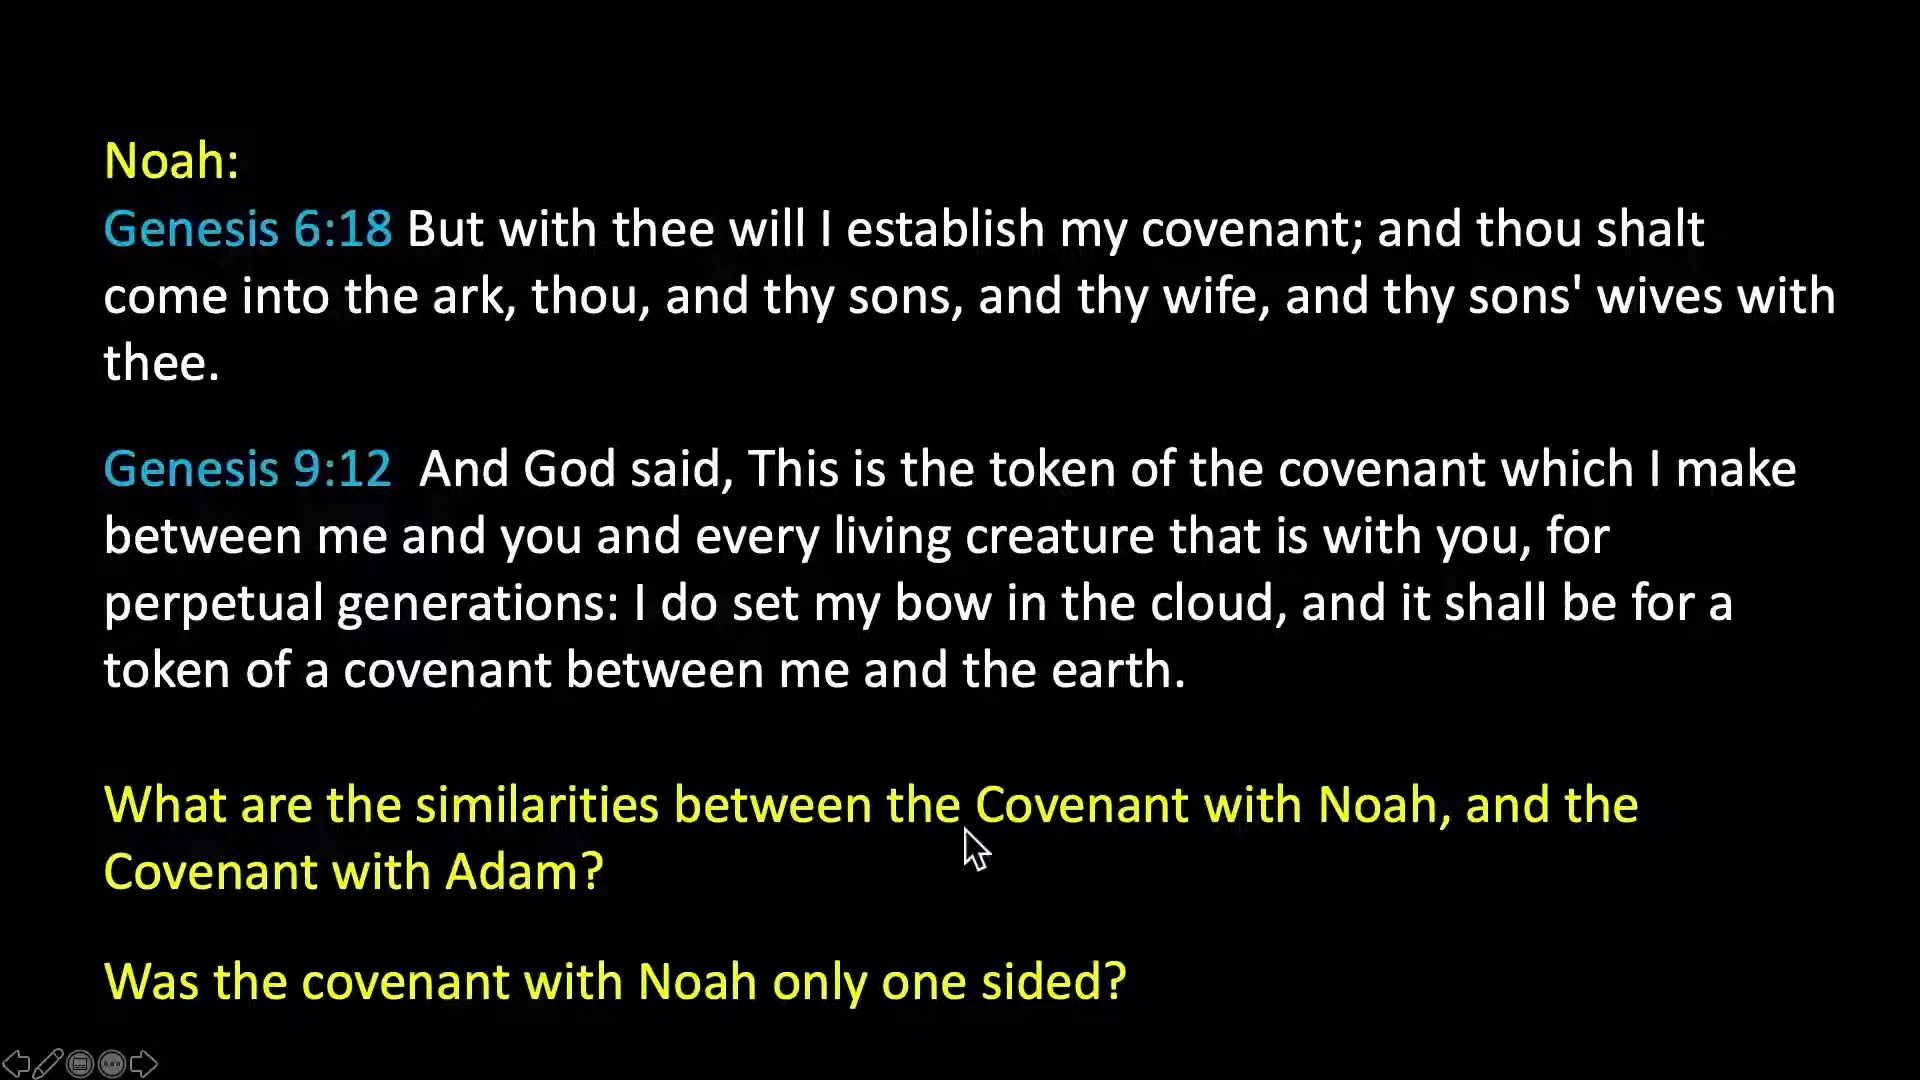 Noah:
Genesis 6:18 But with thee will I establish my covenant; and thou shalt
come into the ark, thou, and thy sons, and thy wife, and thy sons' wives with
thee.
Genesis 9:12  And God said, This is the token of the covenant which I make
between me and you and every living creature that is with you, for
perpetual generations: I do set my bow in the cloud, and it shall be for a
token of a covenant between me and the earth.
What are the similarities between the Covenant with Noah, and the
Covenant with Adam?
Was the covenant with Noah only one sided?